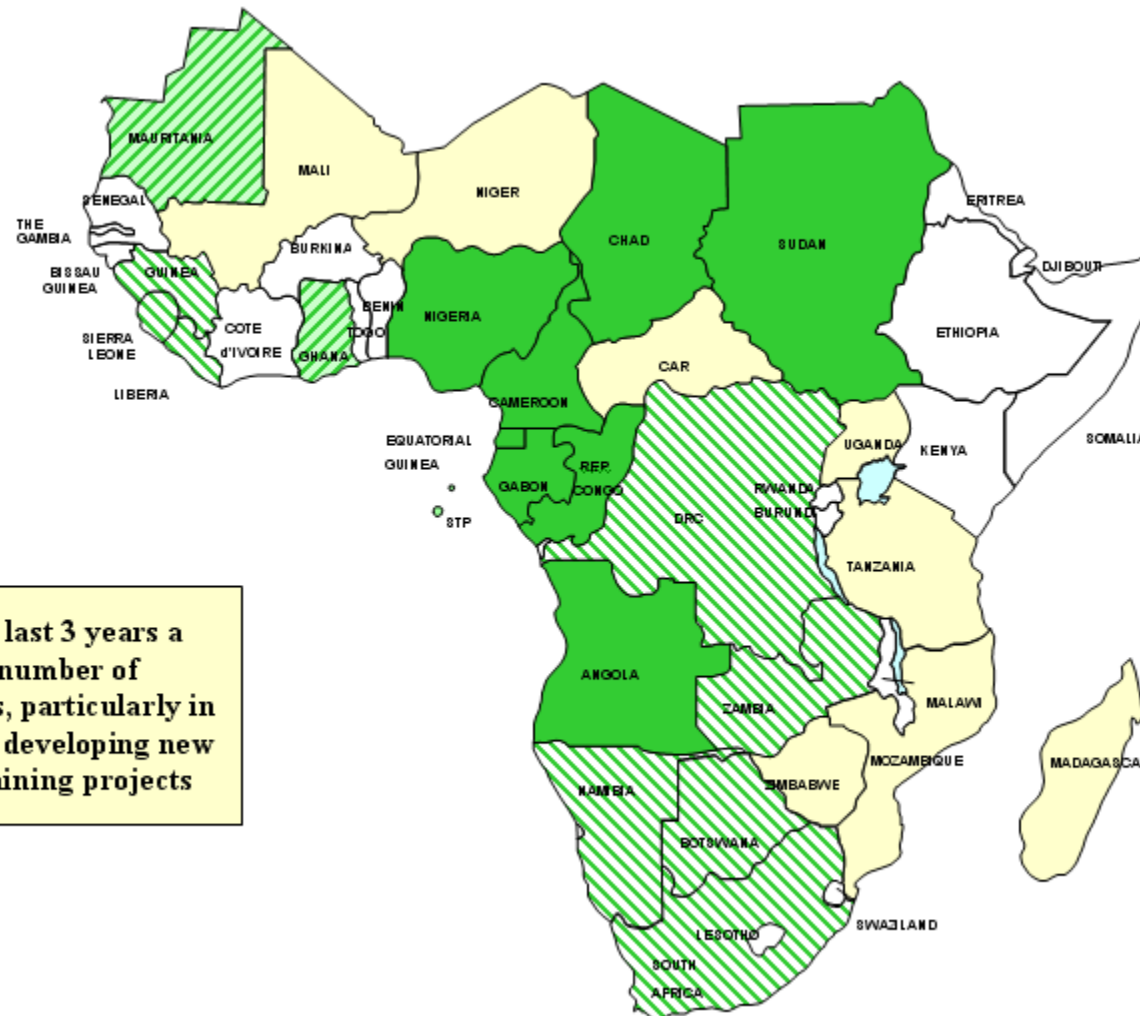 MAURITANIA
MALI
NIGER
CHAD
SUDAN
ERITREA
SENEGAL
THE
GAMBIA
BURKINA
DJIBOUTI
BISSAU
GUINEA
GUINEA
BENIN
NIGERIA
ETHIOPIA
SIERRA
LEONE
COTE
d'IVOIRE
GHANA
TOGO
CAR
LIBERIA
CAMEROON
EQUATORIAL
GUINEA
UGANDA
KENYA
SOMALIA
GABON
REP.
CONGO
RWANDA
BURUNDI
STP
DRC
TANZANIA
last 3 years a
number of
s, particularly in
developing new
ining projects
ANGOLA
ZAMBIA
MALAWI
NAMIBIA
ZIMBABWE
MOZAMBIQUE
MADAGASCA
BOTSWANA
LESOTHO
SWAZILAND
SOUTH
AFRICA